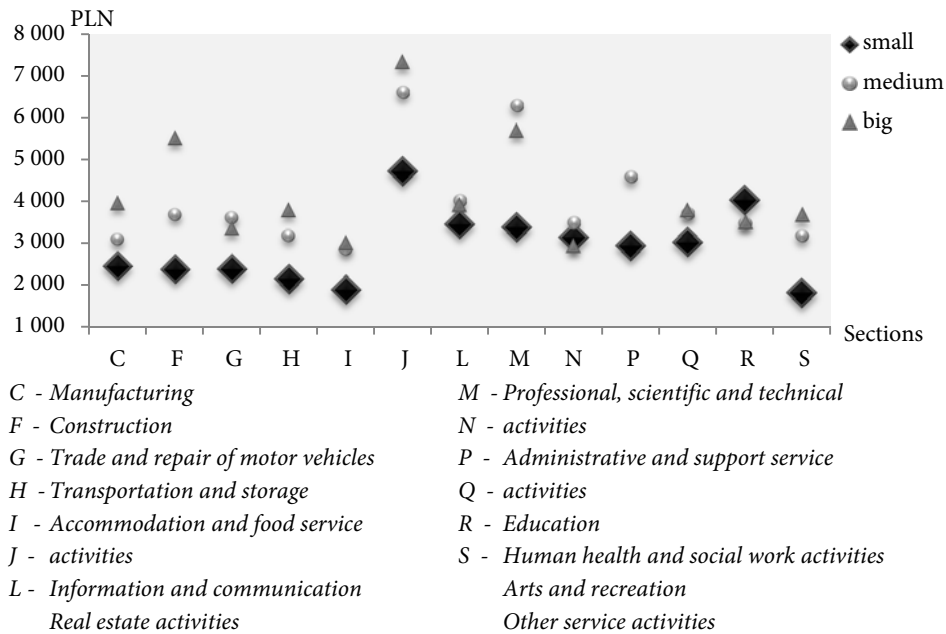 PLN
8 000
7 000
6 000
5 000
4 000
3 000
2 000
1 000
small
medium
big
Sections
C F G H I J L M N P Q R S
C - Manufacturing
F - Construction
G - Trade and repair of motor vehicles
H - Transportation and storage
I - Accommodation and food service
J - activities
L - Information and communication
Real estate activities
M - Professional, scientific and technical
N - activities
P - Administrative and support service
Q - activities
R - Education
S - Human health and social work activities
Arts and recreation
Other service activities